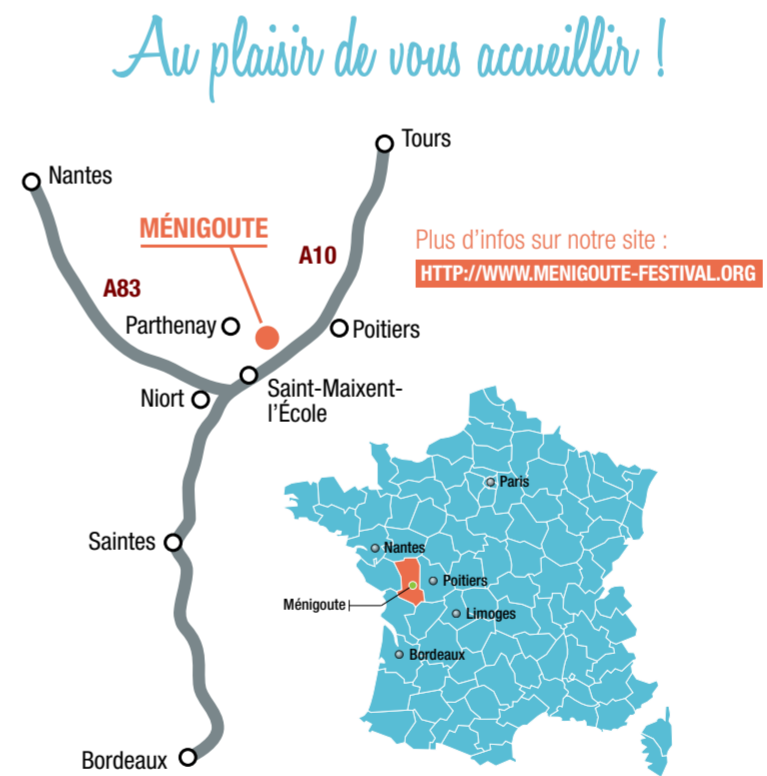 Au plaisir de vous accueillir !
Tours
Nantes
MÉNIGOUTE
A10
Plus d'infos sur notre site :
HTTP://WWW.MENIGOUTE-FESTIVAL.ORG
A83
Parthenay
Poitiers
Saint-Maixent-
l'École
Niort
Saintes
Bordeaux
Paris
Nantes
Poitiers
Ménigoute
Limoges
Bordeaux